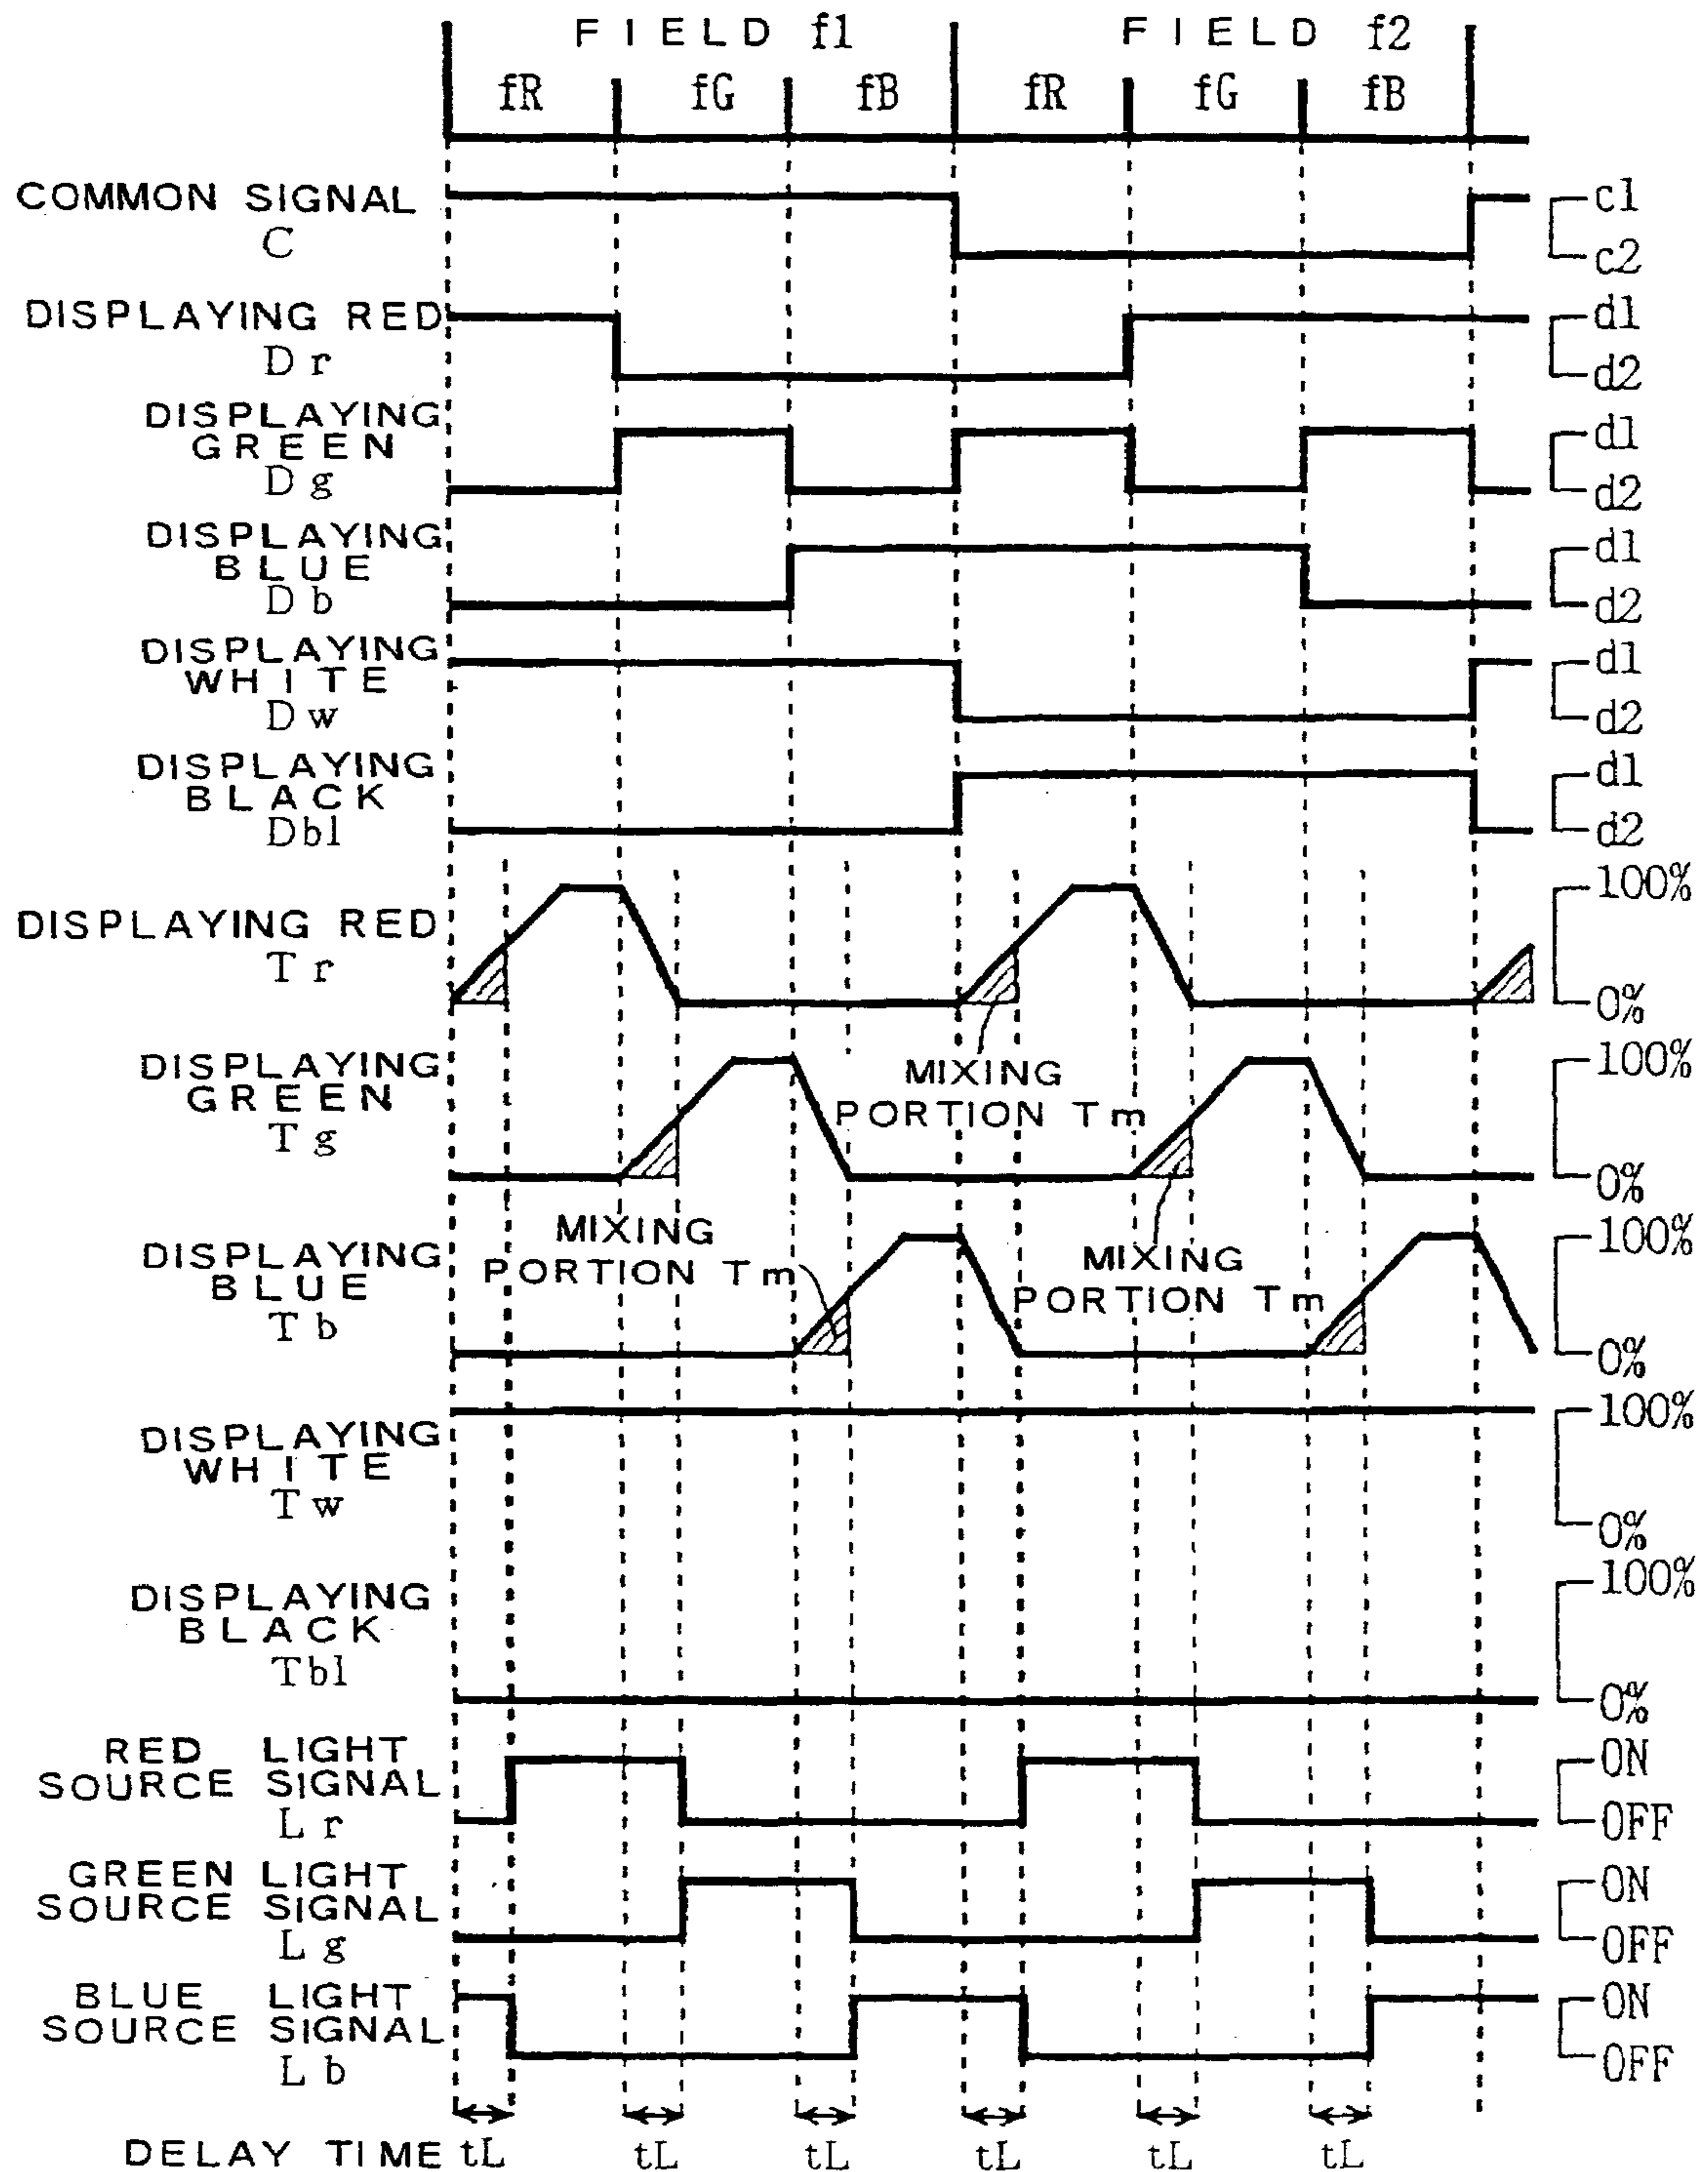 FIELD f1 FIELD f2
fR fG fB fR fG fB
COMMON SIGNAL
C
c1
c2
DISPLAYING RED
Dr
d1
d2
DISPLAYING
GREEN
Dg
d1
d2
DISPLAYING
BLUE
Db
d1
d2
DISPLAYING
WHITE
Dw
d1
d2
DISPLAYING
BLACK
Dbl
d1
d2
DISPLAYING RED
Tr
100%
0%
MIXING
PORTION Tm
DISPLAYING
GREEN
Tg
100%
0%
MIXING
PORTION Tm
MIXING
PORTION Tm
DISPLAYING
BLUE
Tb
100%
0%
DISPLAYING
WHITE
Tw
100%
0%
DISPLAYING
BLACK
Tbl
100%
0%
RED LIGHT
SOURCE SIGNAL
Lr
ON
OFF
GREEN LIGHT
SOURCE SIGNAL
Lg
ON
OFF
BLUE LIGHT
SOURCE SIGNAL
Lb
ON
OFF
DELAY TIME tL tL tL tL tL tL